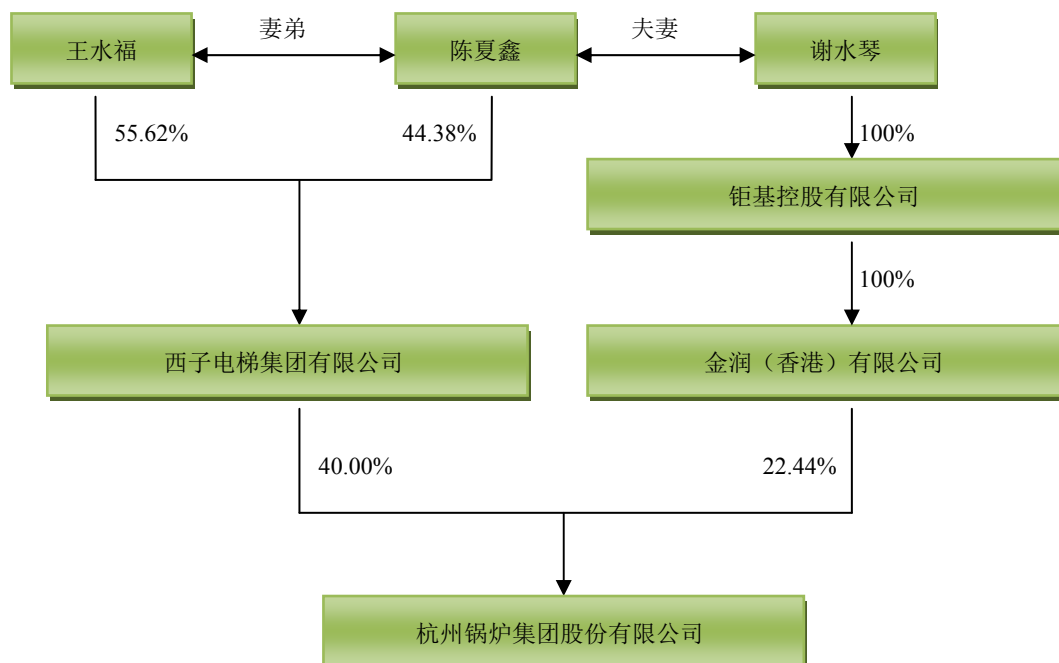 妻弟
夫妻
王水福
陈夏鑫
谢水琴
55.62%
44.38%
100%
钜基控股有限公司
100%
西子电梯集团有限公司
金润（香港）有限公司
40.00%
22.44%
杭州锅炉集团股份有限公司